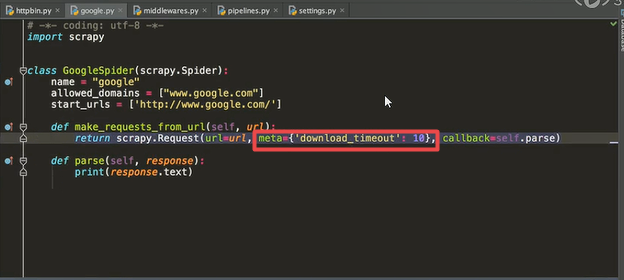 httpbin.py × google.py × middlewares.py × pipelines.py × settings.py ×
# -*- coding: utf-8 -*-
import scrapy
class GoogleSpider(scrapy.Spider):
    name = "google"
    allowed_domains = ["www.google.com"]
    start_urls = ['http://www.google.com/']
    def make_requests_from_url(self, url):
        return scrapy.Request(url=url, meta={'download_timeout': 10}, callback=self.parse)
    def parse(self, response):
        print(response.text)